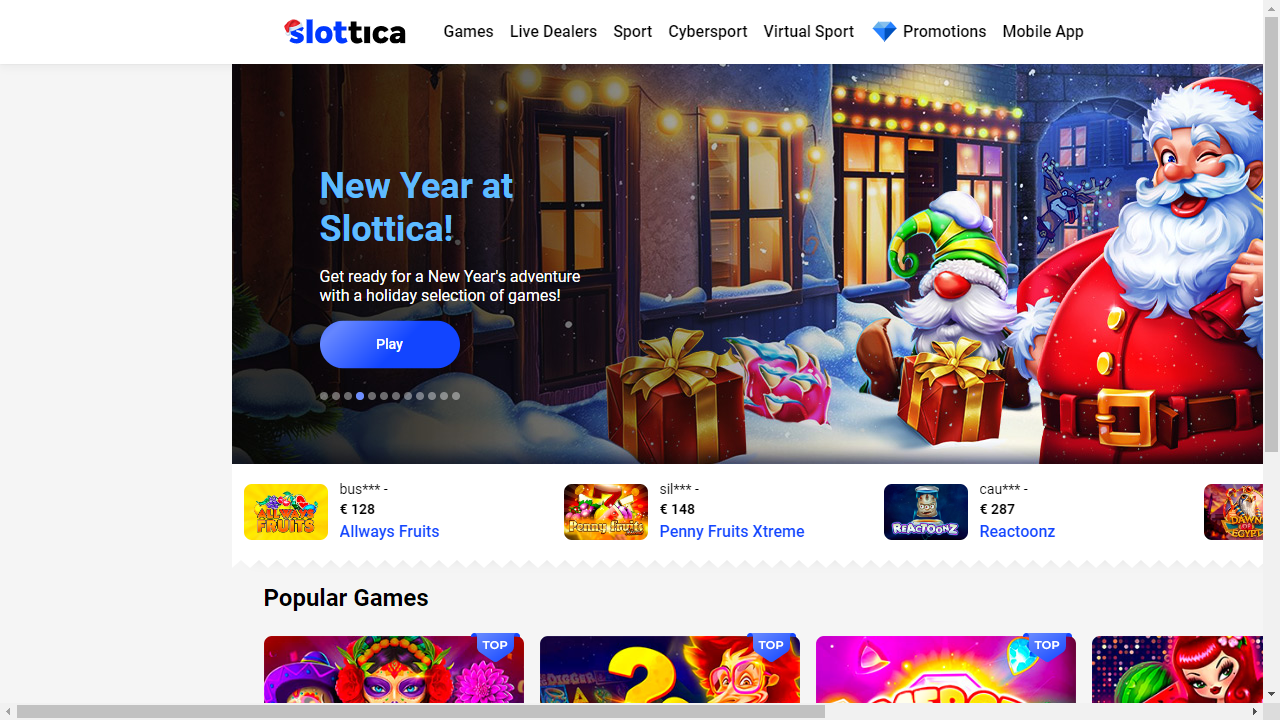 slottica
Games Live Dealers Sport Cybersport Virtual Sport Promotions Mobile App
New Year at
Slottica!
Get ready for a New Year's adventure
with a holiday selection of games!
Play
bus*** -
€ 128
Allways Fruits
ALLWAYS
FRUITS
sil*** -
€ 148
Penny Fruits Xtreme
Penny Fruits
cau*** -
€ 287
Reactoonz
REACTOONZ
DAWN
OF
EGYPT
Popular Games
TOP
TOP
TOP
DIGGER
2